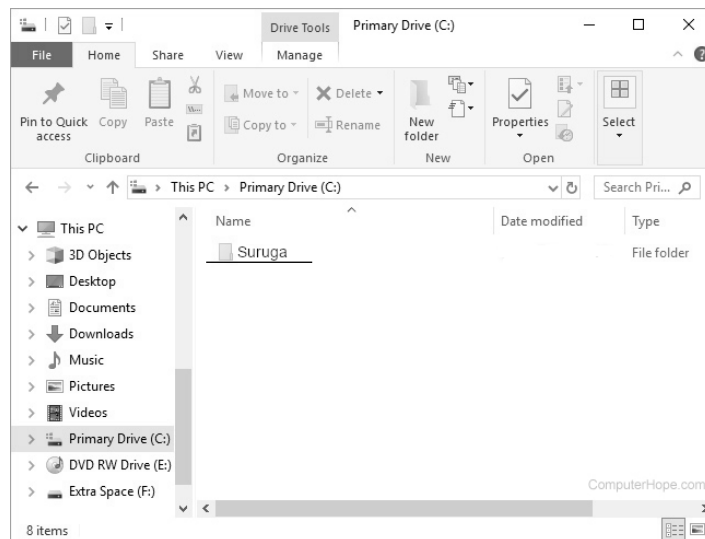 Drive Tools Primary Drive (C:)
File Home Share View Manage
Pin to Quick access
Copy
Paste
Move to
Copy to
Delete
Rename
New folder
Properties
Select
Clipboard Organize New Open
This PC > Primary Drive (C:)
Search Pri...
This PC
3D Objects
Desktop
Documents
Downloads
Music
Pictures
Videos
Primary Drive (C:)
DVD RW Drive (E:)
Extra Space (F:)
Name Date modified Type
Suruga File folder
ComputerHope.com
8 items